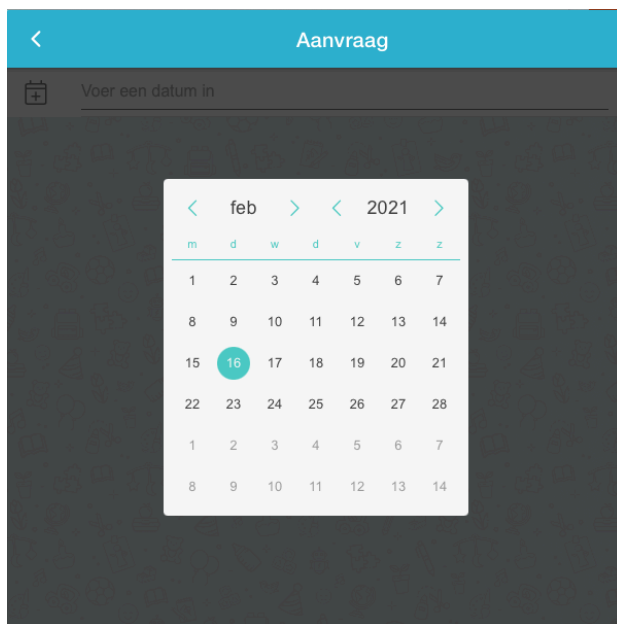 Aanvraag
Voer een datum in
feb 2021
m d w d v z z
1 2 3 4 5 6 7
8 9 10 11 12 13 14
15 16 17 18 19 20 21
22 23 24 25 26 27 28
1 2 3 4 5 6 7
8 9 10 11 12 13 14